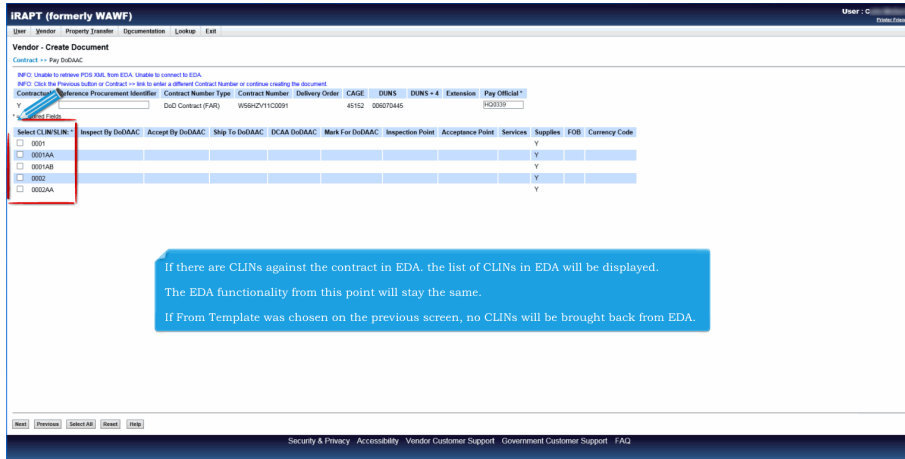 iRAPT (formerly WAWF)
User : C
Printer Friendly
User Vendor Property Transfer Documentation Lookup Exit
Vendor - Create Document
Contract >> Pay DoDAAC
INFO: Unable to retrieve PDS XML from EDA. Unable to connect to EDA.
INFO: Click the Previous button or Contract >> link to enter a different Contract Number or continue creating the document.
Contractual Reference Procurement Identifier Contract Number Type Contract Number Delivery Order CAGE DUNS DUNS + 4 Extension Pay Official *
Y DoD Contract (FAR) W56HZV11C0091 45152 006070445 HQ0339
Fields
Select CLIN/SLIN: * Inspect By DoDAAC Accept By DoDAAC Ship To DoDAAC DCAA DoDAAC Mark For DoDAAC Inspection Point Acceptance Point Services Supplies FOB Currency Code
0001 Y
0001AA Y
0001AB Y
0002 Y
0002AA Y
If there are CLINs against the contract in EDA. the list of CLINs in EDA will be displayed.
The EDA functionality from this point will stay the same.
If From Template was chosen on the previous screen, no CLINs will be brought back from EDA.
Next Previous Select All Reset Help
Security & Privacy Accessibility Vendor Customer Support Government Customer Support FAQ